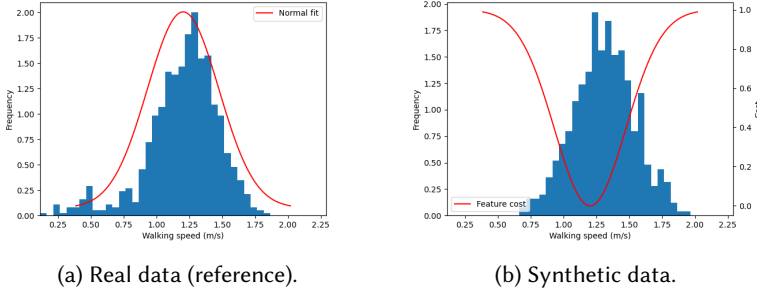 2.00
1.75
1.50
1.25
1.00
0.75
0.50
0.25
0.00
Frequency
Normal fit
0.25 0.50 0.75 1.00 1.25 1.50 1.75 2.00 2.25
Walking speed (m/s)
(a) Real data (reference).
2.00
1.75
1.50
1.25
1.00
0.75
0.50
0.25
0.00
Frequency
Feature cost
1.0
0.8
0.6
0.4
0.2
0.0
0.25 0.50 0.75 1.00 1.25 1.50 1.75 2.00 2.25
Walking speed (m/s)
(b) Synthetic data.